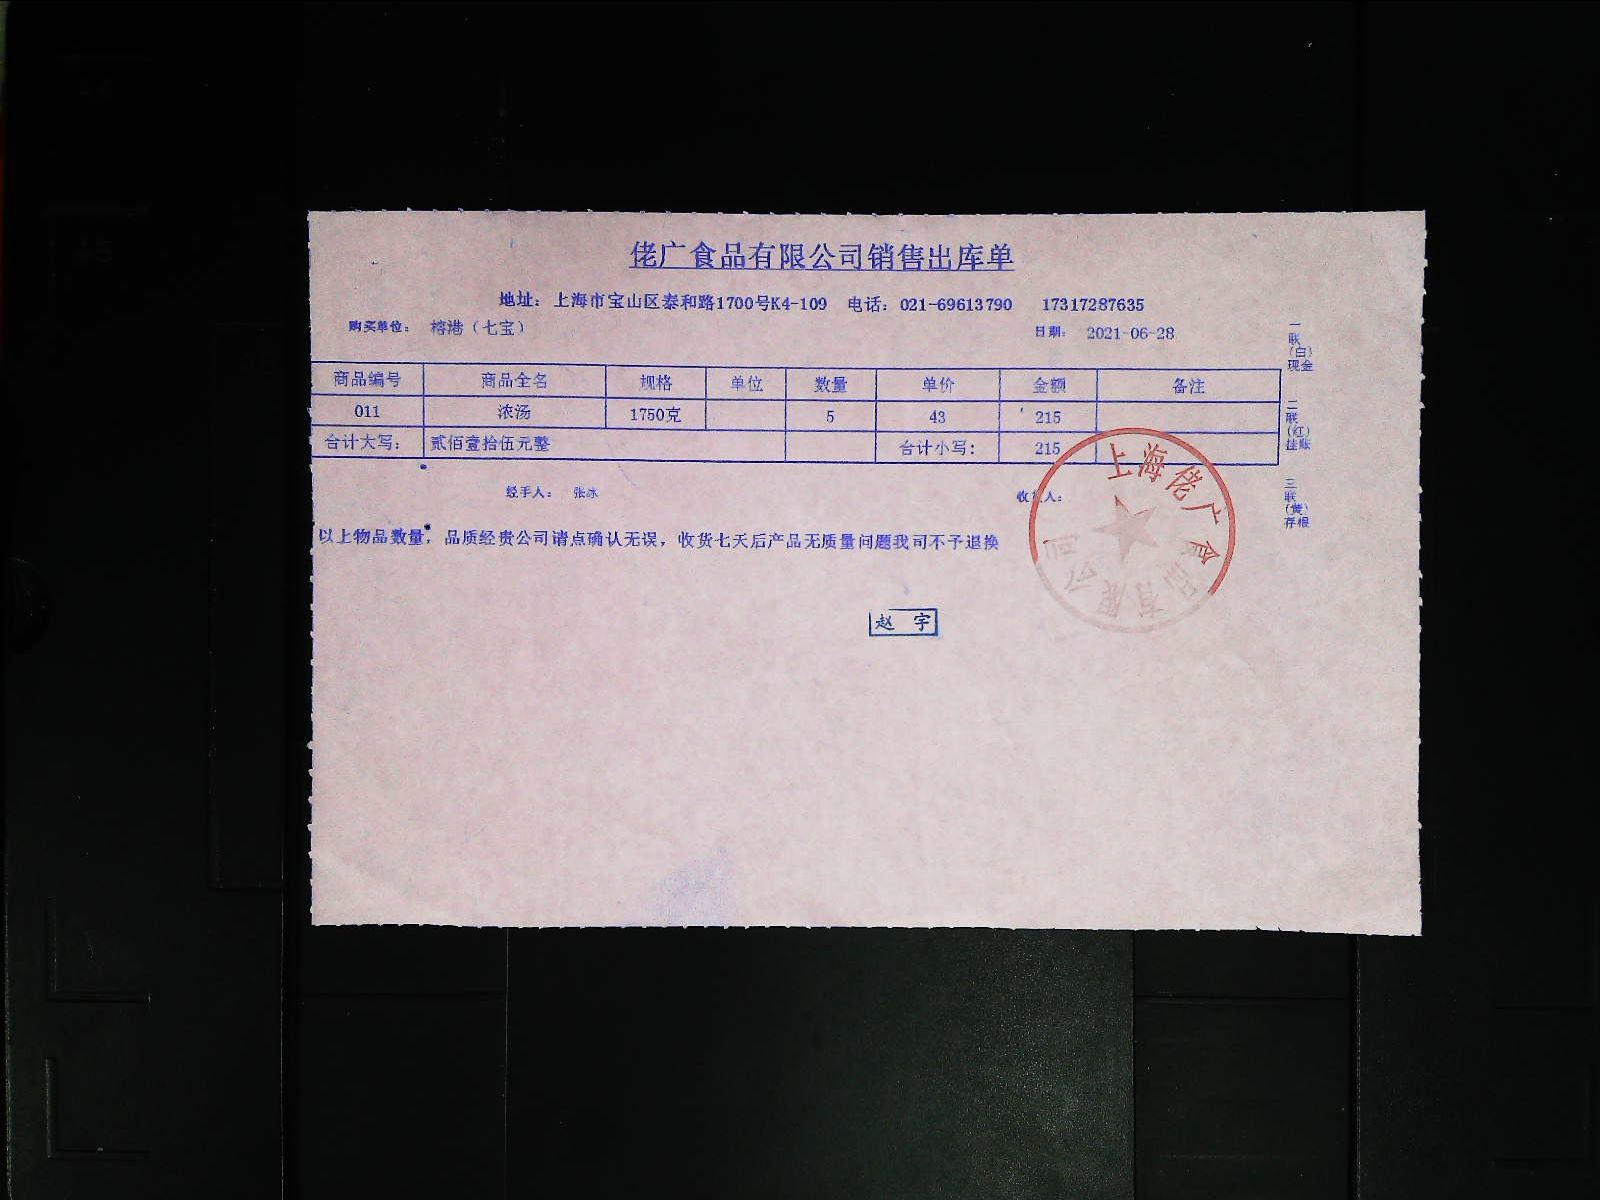 佬广食品有限公司销售出库单
地址：上海市宝山区泰和路1700号K4-109 电话：021-69613790 17317287635
购买单位： 榕港（七宝） 日期： 2021-06-28
商品编号 商品全名 规格 单位 数量 单价 金额 备注
011 浓汤 1750克 5 43 215
合计大写： 贰佰壹拾伍元整 合计小写： 215
经手人： 张冰 收货人：
以上物品数量，品质经贵公司请点确认无误，收货七天后产品无质量问题我司不予退换
赵 宇
一联（白）现金
二联（红）挂账
三联（黄）存根
上海佬广食品有限公司